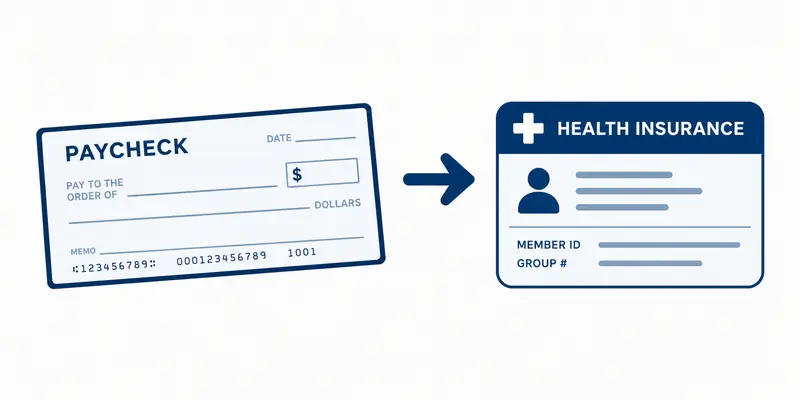 PAYCHECK
DATE
PAY TO THE
ORDER OF
$
DOLLARS
MEMO
⑆123456789⑆ 000123456789 1001
HEALTH INSURANCE
MEMBER ID
GROUP #